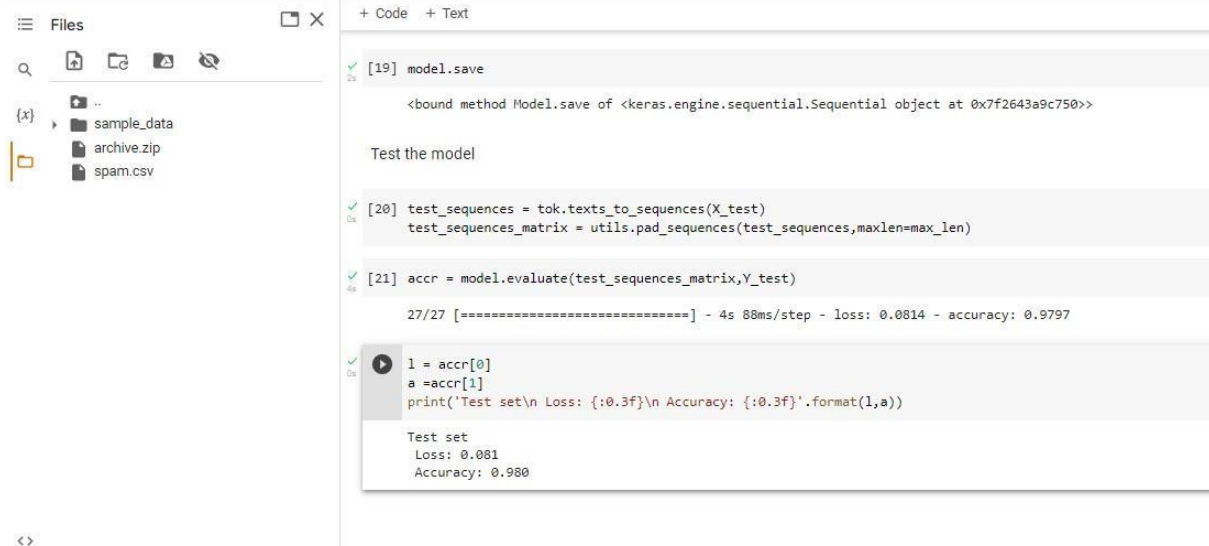 Files
+ Code + Text
{x}
..
sample_data
archive.zip
spam.csv
<>
2s
[19] model.save
<bound method Model.save of <keras.engine.sequential.Sequential object at 0x7f2643a9c750>>
Test the model
0s
[20] test_sequences = tok.texts_to_sequences(X_test)
test_sequences_matrix = utils.pad_sequences(test_sequences,maxlen=max_len)
4s
[21] accr = model.evaluate(test_sequences_matrix,Y_test)
27/27 [==============================] - 4s 88ms/step - loss: 0.0814 - accuracy: 0.9797
0s
l = accr[0]
a =accr[1]
print('Test set\n Loss: {:0.3f}\n Accuracy: {:0.3f}'.format(l,a))
Test set
Loss: 0.081
Accuracy: 0.980